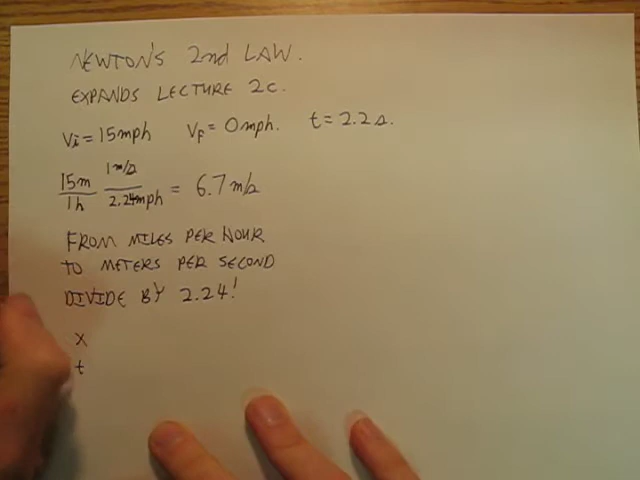 NEWTON'S 2nd LAW.
EXPANDS LECTURE 2C.
Vi = 15mph VF = 0mph. t = 2.2s.
15m/1h 1m/s/2.24mph = 6.7m/s
FROM MILES PER HOUR
TO METERS PER SECOND
DIVIDE BY 2.24!
x
t